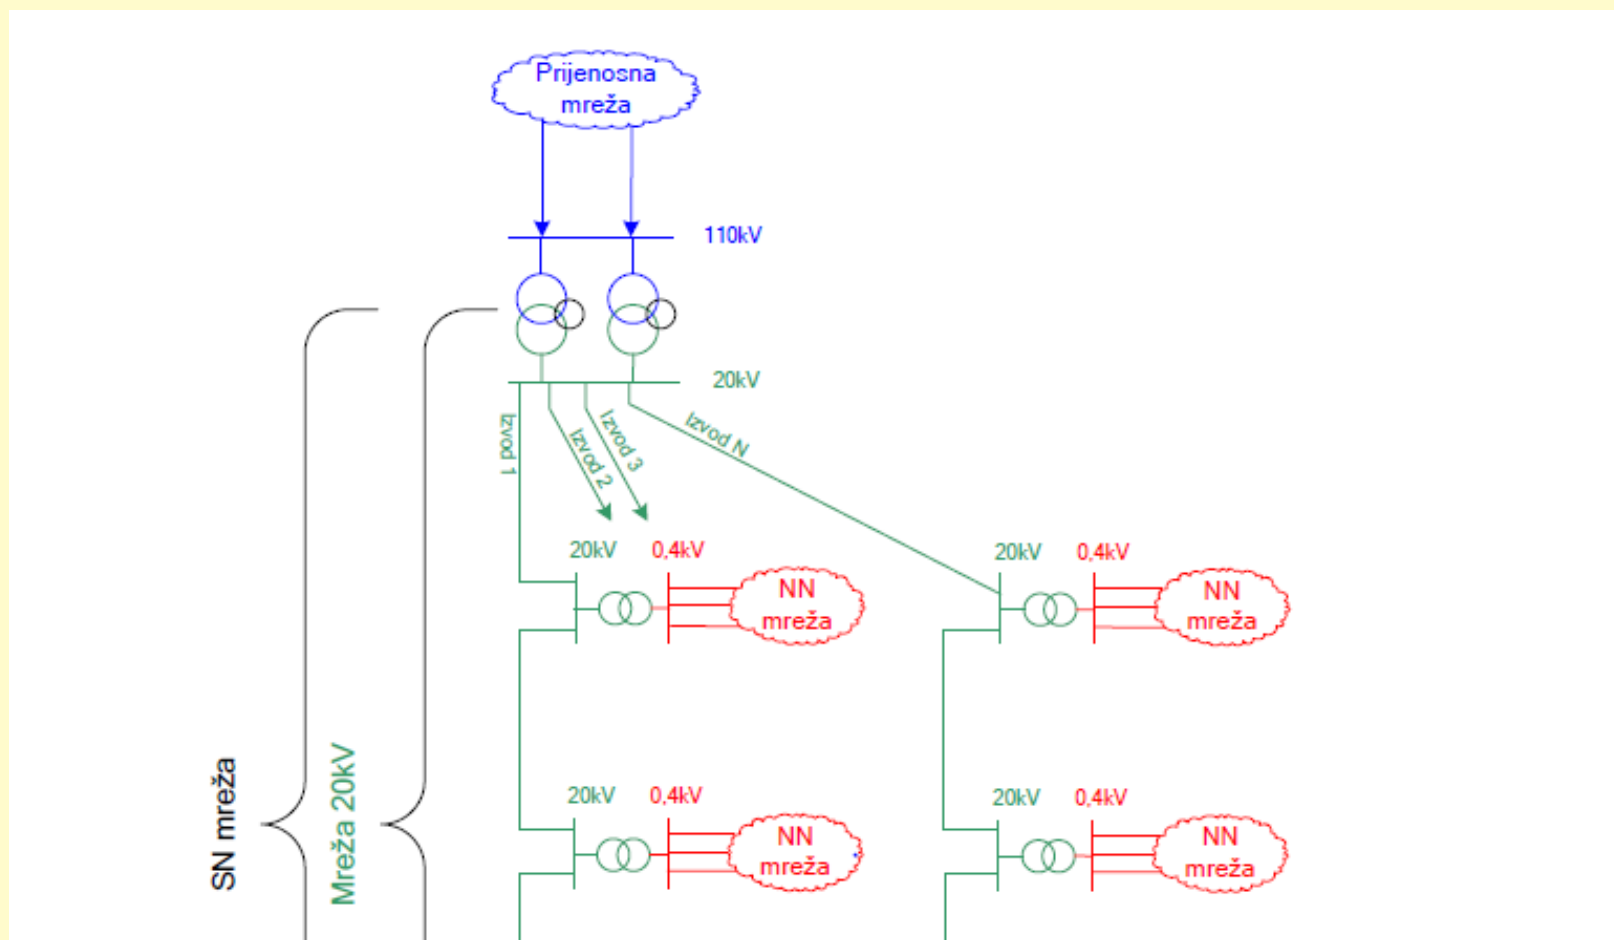 Prijenosna
mreža
110kV
20kV
Izvod 1
Izvod 2
Izvod 3
Izvod N
20kV
0,4kV
NN
mreža
20kV
0,4kV
NN
mreža
SN mreža
Mreža 20kV
20kV
0,4kV
NN
mreža
20kV
0,4kV
NN
mreža